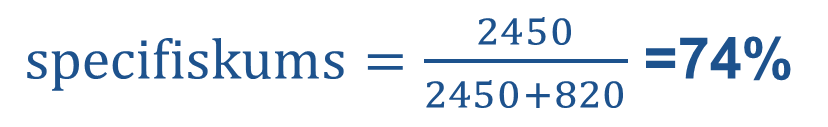 specifiskums = 2450 / 2450+820 =74%